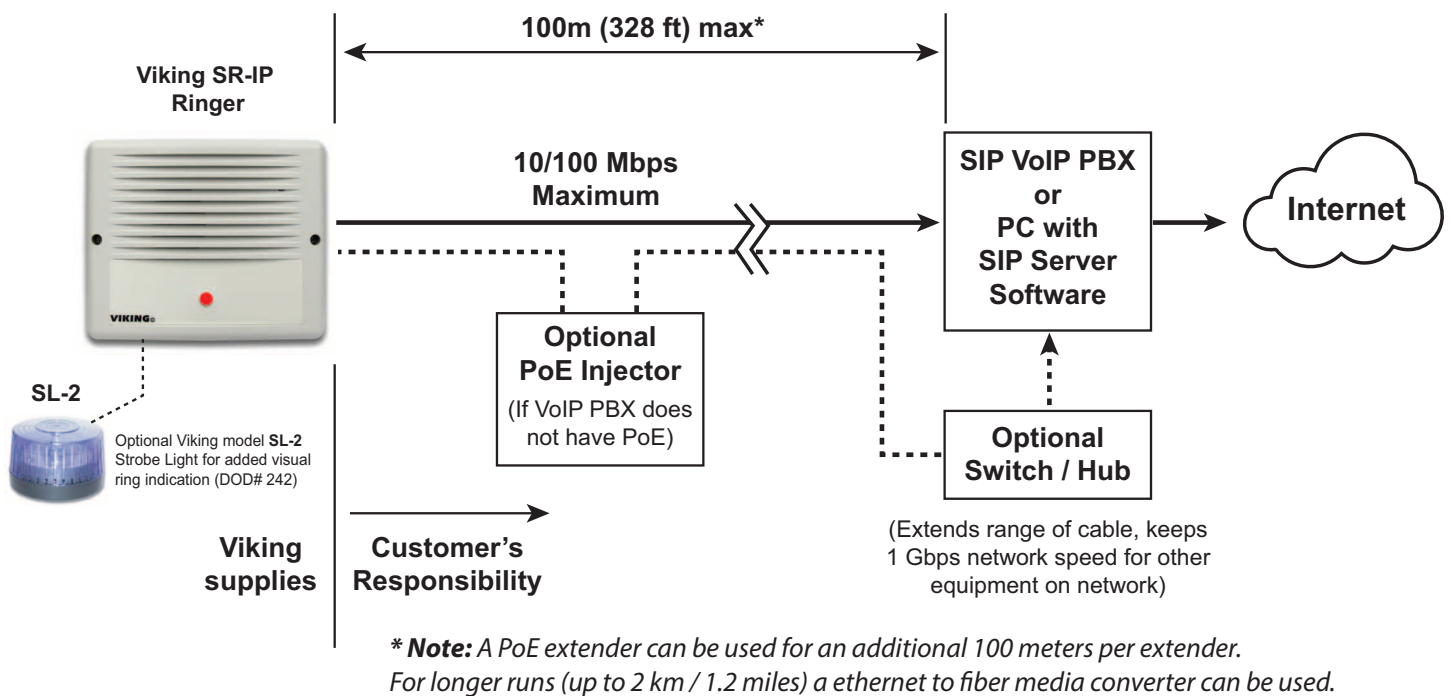 100m (328 ft) max*
Viking SR-IP
Ringer
10/100 Mbps
Maximum
SIP VoIP PBX
or
PC with
SIP Server
Software
Internet
VIKING®
Optional
PoE Injector
(If VoIP PBX does
not have PoE)
SL-2
Optional Viking model SL-2
Strobe Light for added visual
ring indication (DOD# 242)
Optional
Switch / Hub
(Extends range of cable, keeps
1 Gbps network speed for other
equipment on network)
Viking
supplies
Customer’s
Responsibility
* Note: A PoE extender can be used for an additional 100 meters per extender.
For longer runs (up to 2 km / 1.2 miles) a ethernet to fiber media converter can be used.